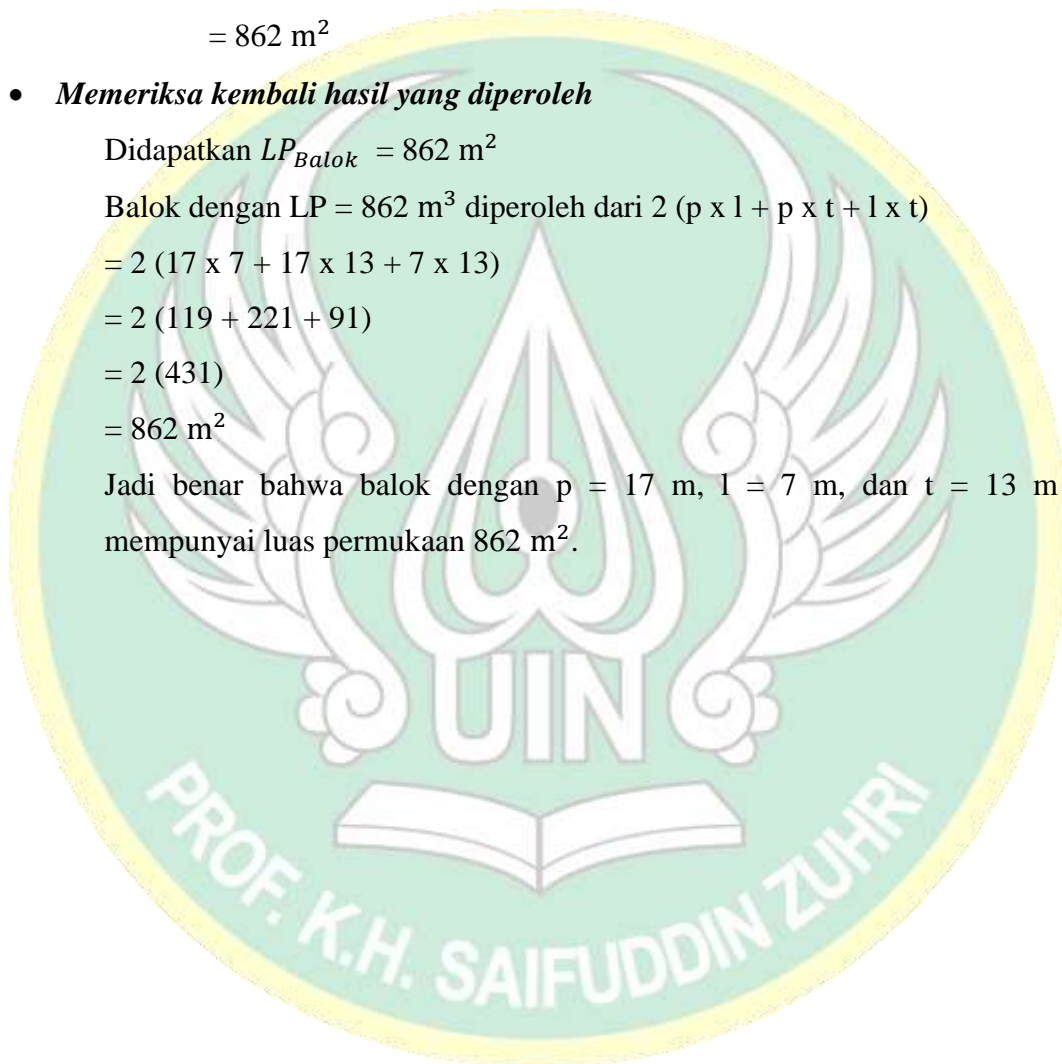 = 862 m²
• Memeriksa kembali hasil yang diperoleh
Didapatkan LP_Balok = 862 m²
Balok dengan LP = 862 m³ diperoleh dari 2 (p x l + p x t + l x t)
= 2 (17 x 7 + 17 x 13 + 7 x 13)
= 2 (119 + 221 + 91)
= 2 (431)
= 862 m²
Jadi benar bahwa balok dengan p = 17 m, l = 7 m, dan t = 13 m
mempunyai luas permukaan 862 m².
UIN
PROF. K.H. SAIFUDDIN ZUHRI